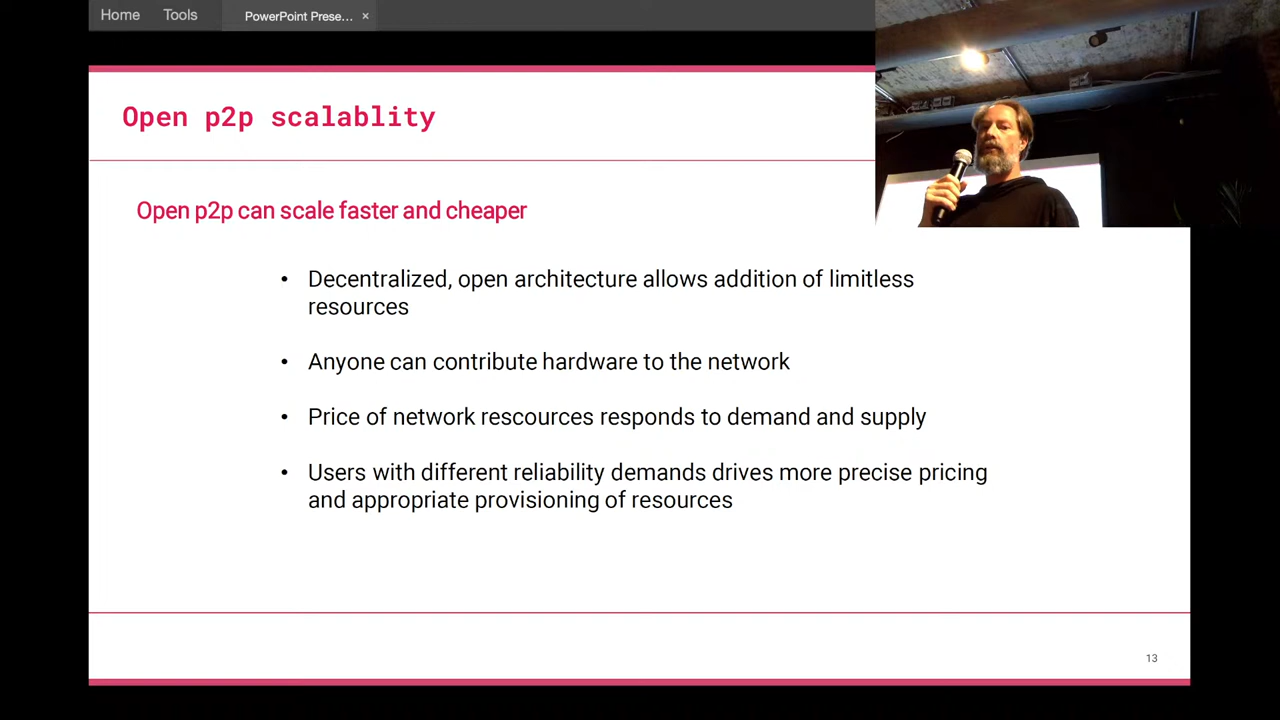 Home Tools PowerPoint Prese... ×
Open p2p scalablity
Open p2p can scale faster and cheaper
• Decentralized, open architecture allows addition of limitless
resources
• Anyone can contribute hardware to the network
• Price of network rescources responds to demand and supply
• Users with different reliability demands drives more precise pricing
and appropriate provisioning of resources
13